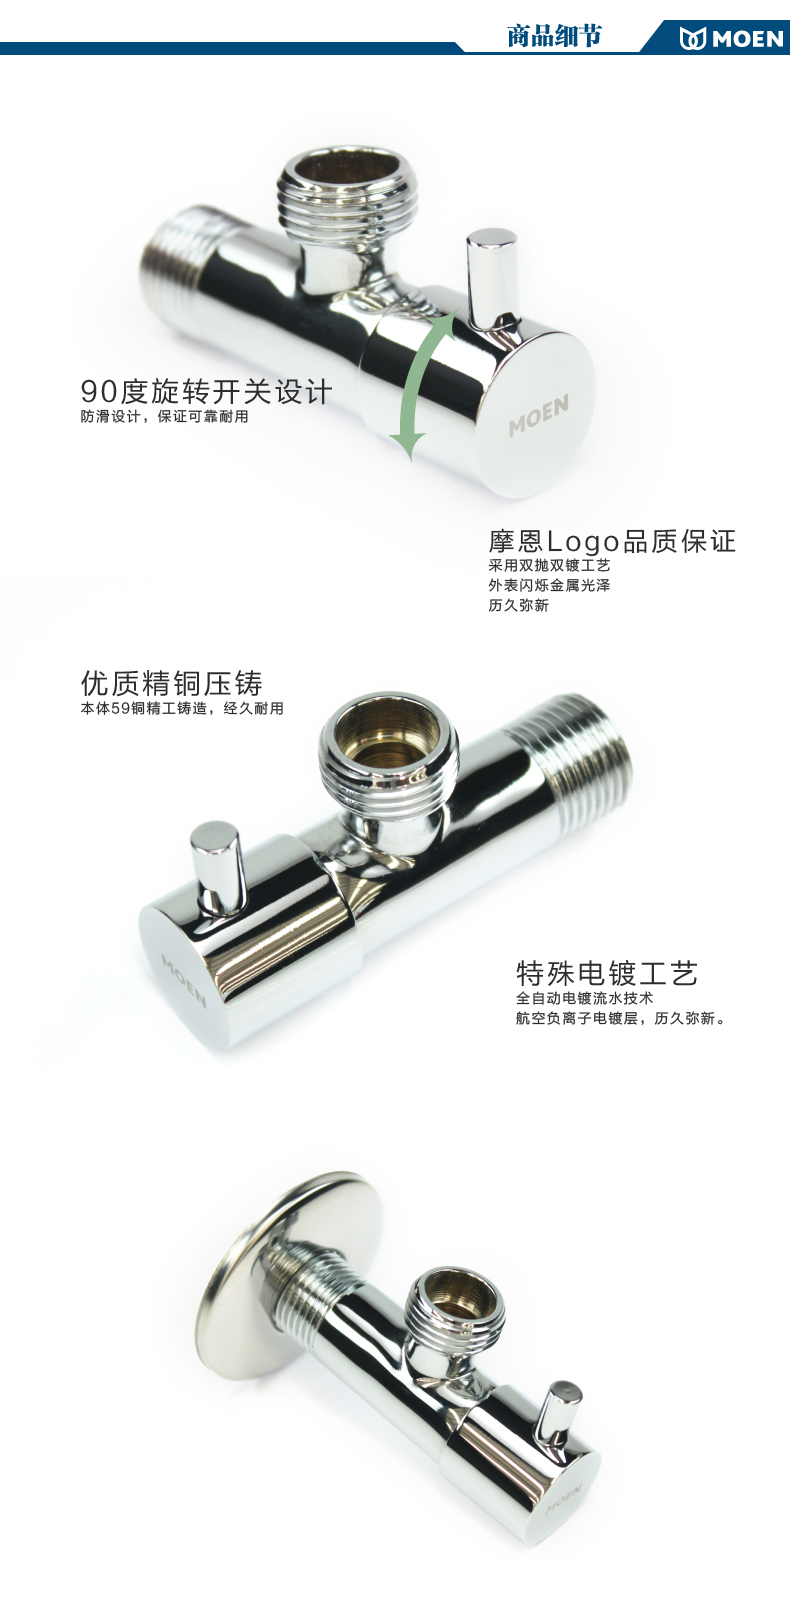 商品细节
MOEN
90度旋转开关设计
防滑设计，保证可靠耐用
MOEN
摩恩Logo品质保证
采用双抛双镀工艺
外表闪烁金属光泽
历久弥新
优质精铜压铸
本体59铜精工铸造，经久耐用
MOEN
特殊电镀工艺
全自动电镀流水技术
航空负离子电镀层，历久弥新。
MOEN